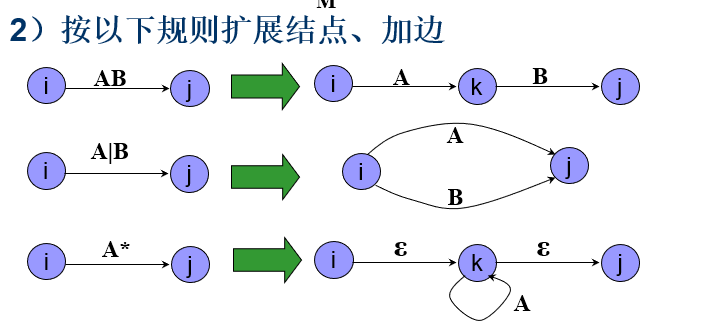 M
2）按以下规则扩展结点、加边
i AB j i A k B j
i A|B j i A B j
i A* j i ε k ε j A